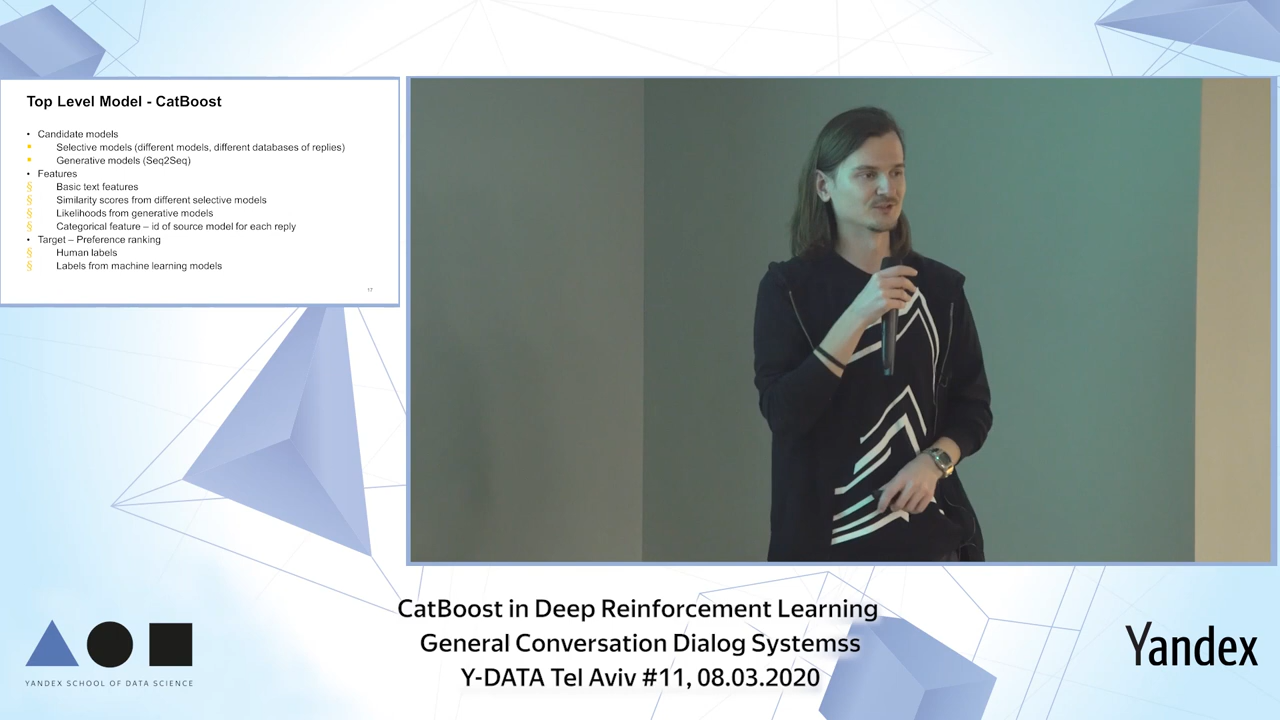 Top Level Model - CatBoost
• Candidate models
• Selective models (different models, different databases of replies)
• Generative models (Seq2Seq)
• Features
§ Basic text features
§ Similarity scores from different selective models
§ Likelihoods from generative models
§ Categorical feature – id of source model for each reply
• Target – Preference ranking
§ Human labels
§ Labels from machine learning models
17
CatBoost in Deep Reinforcement Learning
General Conversation Dialog Systemss
Y-DATA Tel Aviv #11, 08.03.2020
YANDEX SCHOOL OF DATA SCIENCE
Yandex